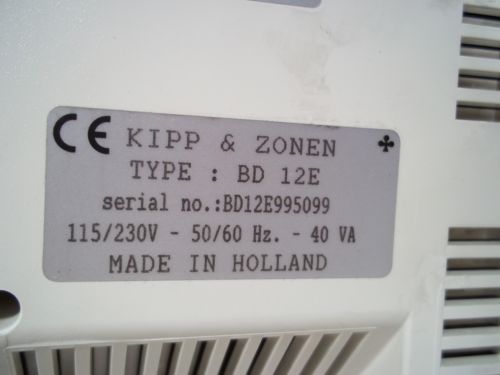 CE KIPP & ZONEN
TYPE : BD 12E
serial no.:BD12E995099
115/230V - 50/60 Hz. - 40 VA
MADE IN HOLLAND